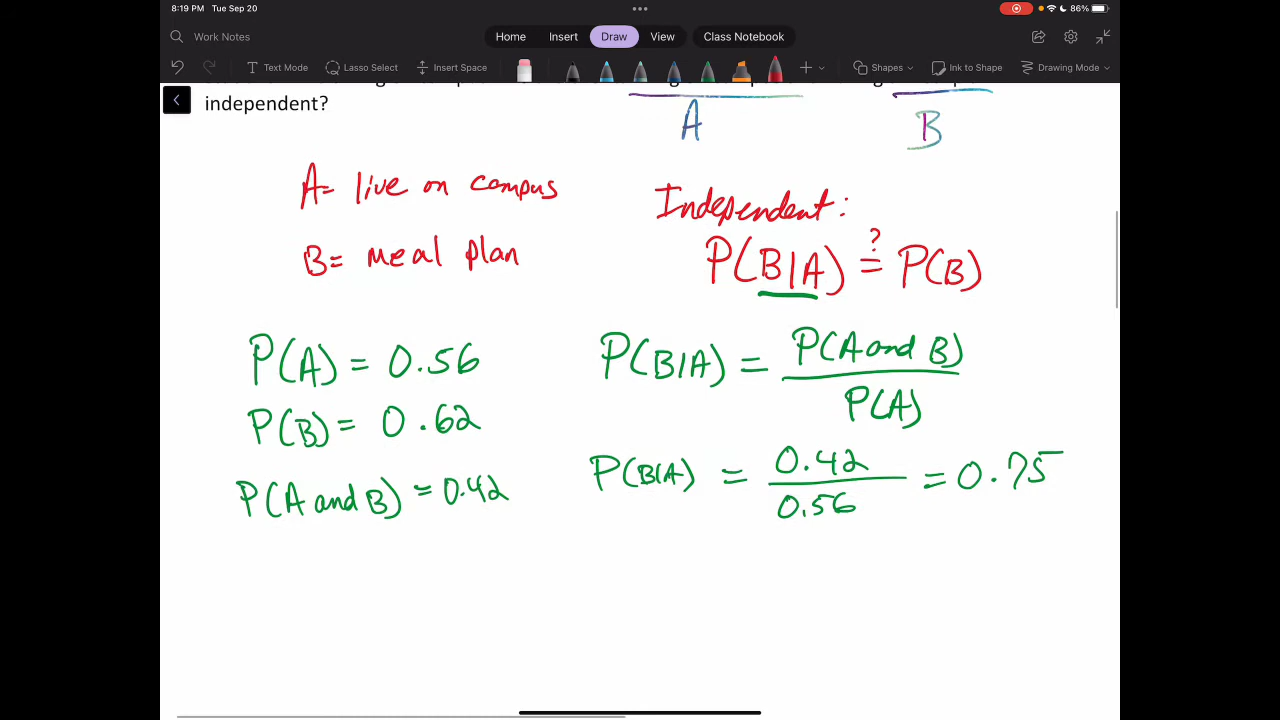 8:19 PM Tue Sep 20
86%
Work Notes
Home Insert Draw View Class Notebook
Text Mode Lasso Select Insert Space Shapes Ink to Shape Drawing Mode
independent?
A B
A= live on campus
Independent:
B= meal plan
P(B|A) ?= P(B)
P(A) = 0.56
P(B|A) = P(A and B) / P(A)
P(B) = 0.62
P(A and B) = 0.42
P(B|A) = 0.42 / 0.56 = 0.75